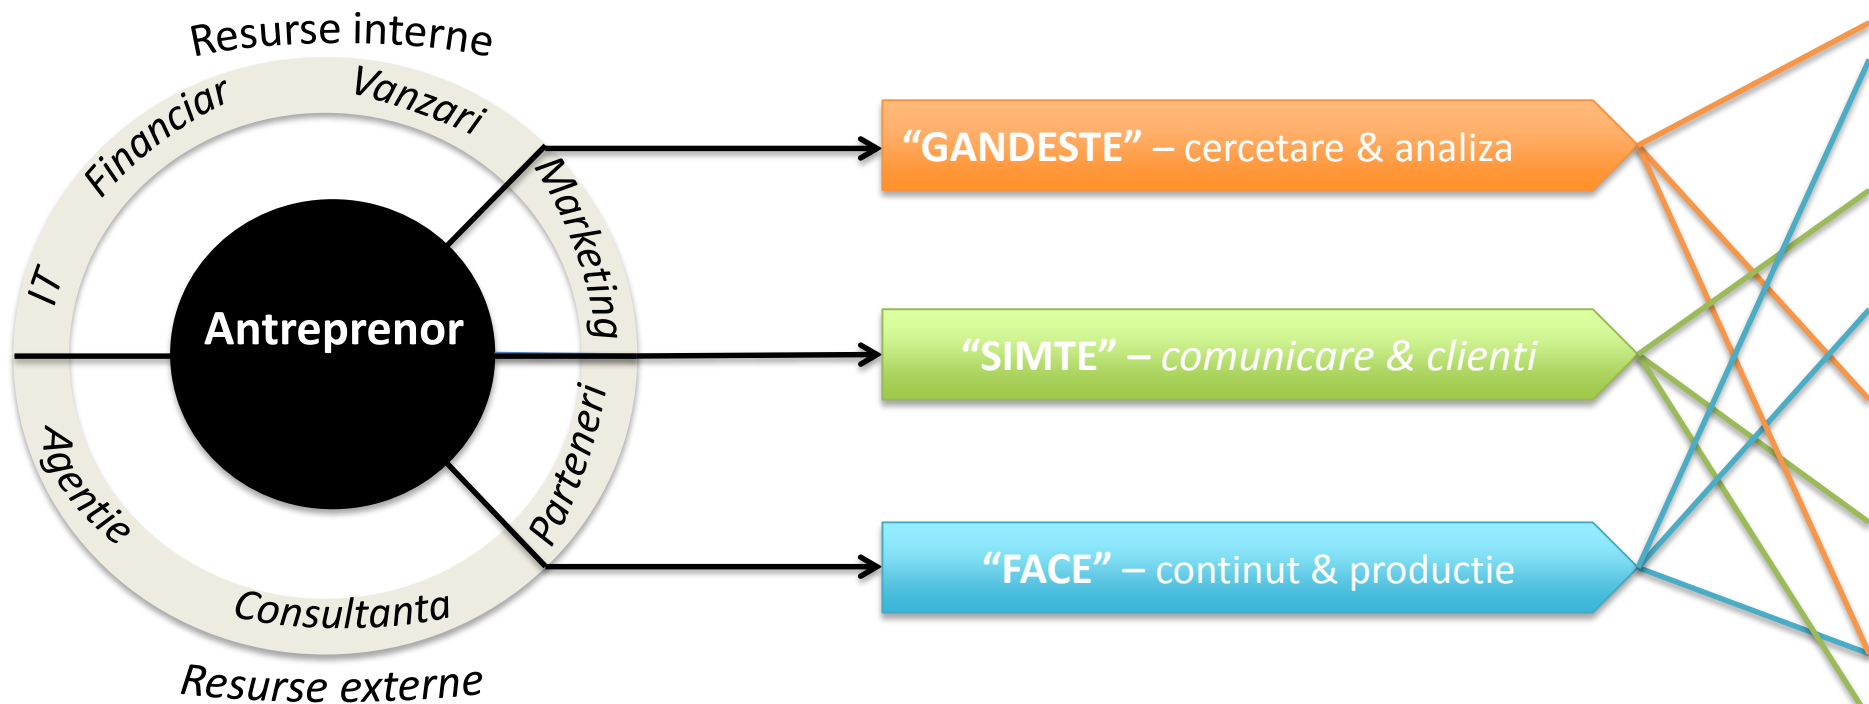 Resurse interne
Financiar
Vanzari
IT
Marketing
Antreprenor
Agentie
Parteneri
Consultanta
Resurse externe
“GANDESTE” – cercetare & analiza
“SIMTE” – comunicare & clienti
“FACE” – continut & productie